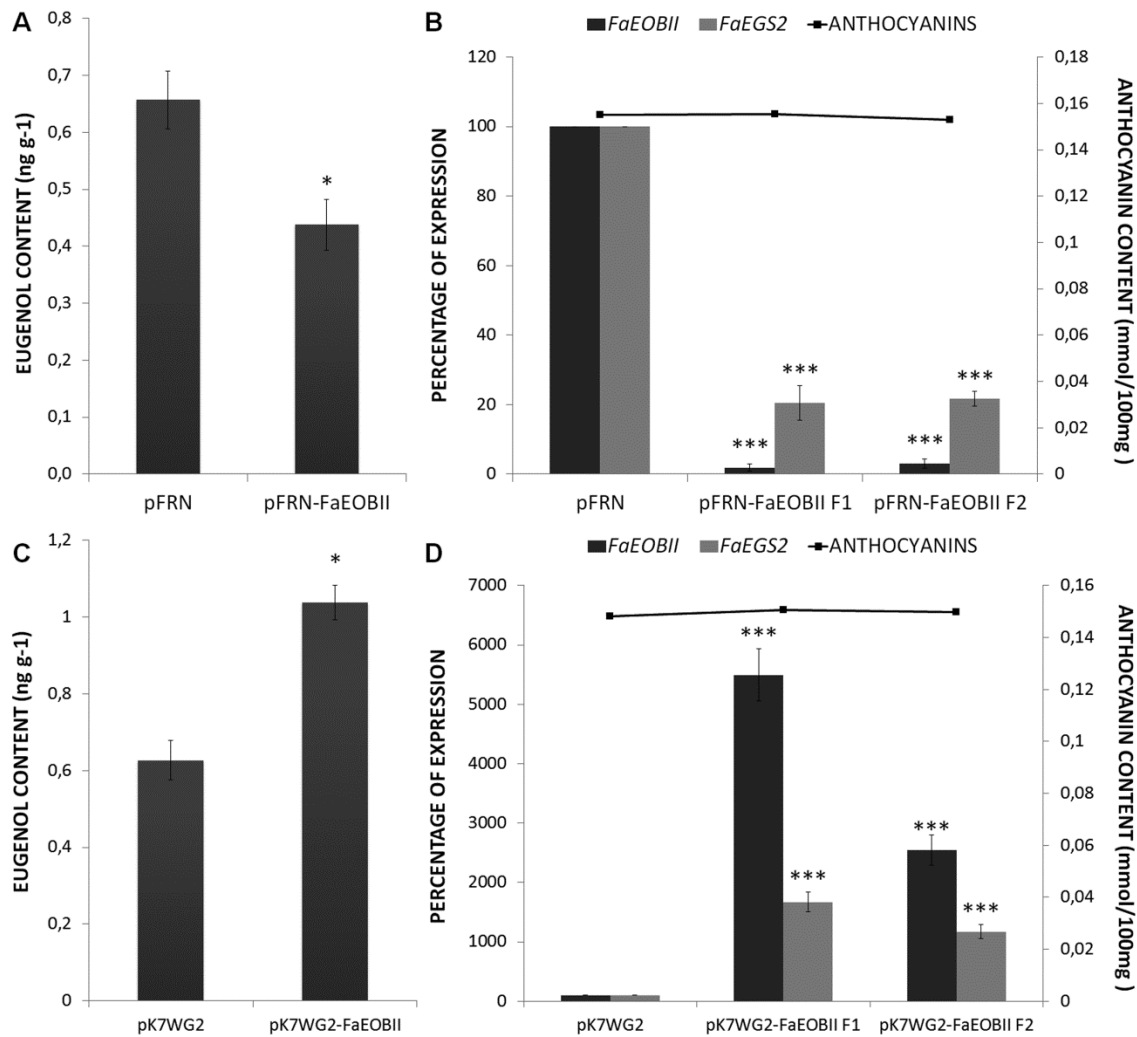 A
EUGENOL CONTENT (ng g-1)
0,8
0,7
0,6
0,5
0,4
0,3
0,2
0,1
0,0
*
pFRN
pFRN-FaEOBII
B
FaEOBII FaEGS2 ANTHOCYANINS
PERCENTAGE OF EXPRESSION
120
100
80
60
40
20
0
***
***
***
***
pFRN
pFRN-FaEOBII F1
pFRN-FaEOBII F2
0,18
0,16
0,14
0,12
0,1
0,08
0,06
0,04
0,02
0
ANTHOCYANIN CONTENT (mmol/100mg )
C
EUGENOL CONTENT (ng g-1)
1,2
1
0,8
0,6
0,4
0,2
0
*
pK7WG2
pK7WG2-FaEOBII
D
FaEOBII FaEGS2 ANTHOCYANINS
PERCENTAGE OF EXPRESSION
7000
6000
5000
4000
3000
2000
1000
0
***
***
***
***
pK7WG2
pK7WG2-FaEOBII F1
pK7WG2-FaEOBII F2
0,16
0,14
0,12
0,1
0,08
0,06
0,04
0,02
0
ANTHOCYANIN CONTENT (mmol/100mg )